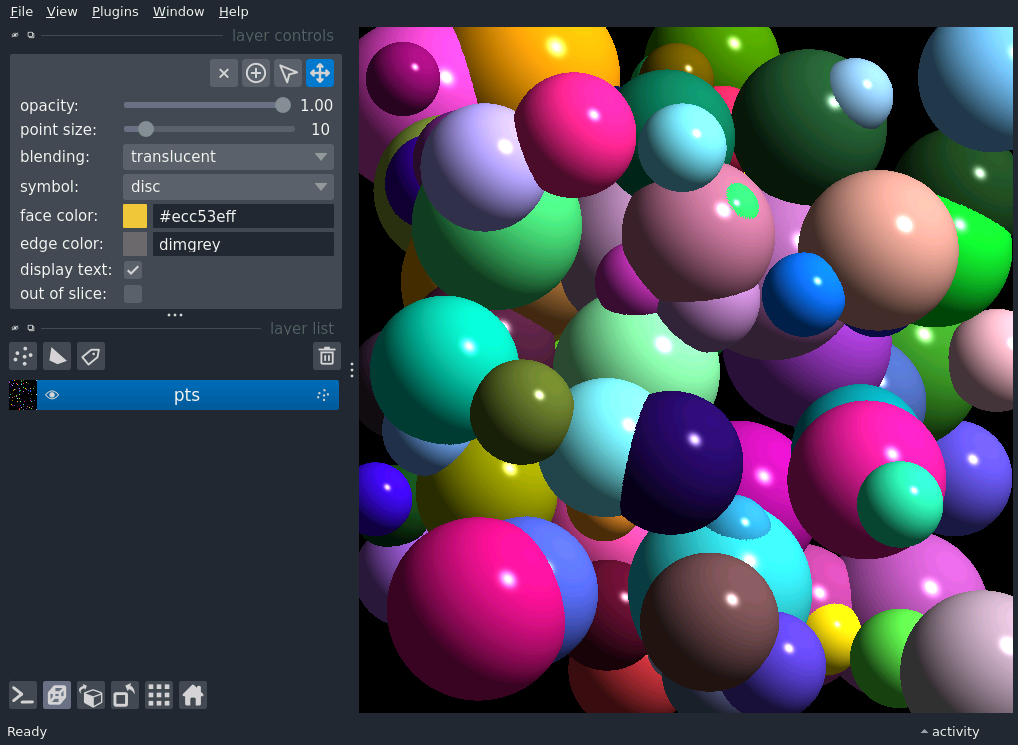 File View Plugins Window Help
layer controls
opacity: 1.00
point size: 10
blending: translucent
symbol: disc
face color: #ecc53eff
edge color: dimgrey
display text:
out of slice:
layer list
pts
Ready
activity